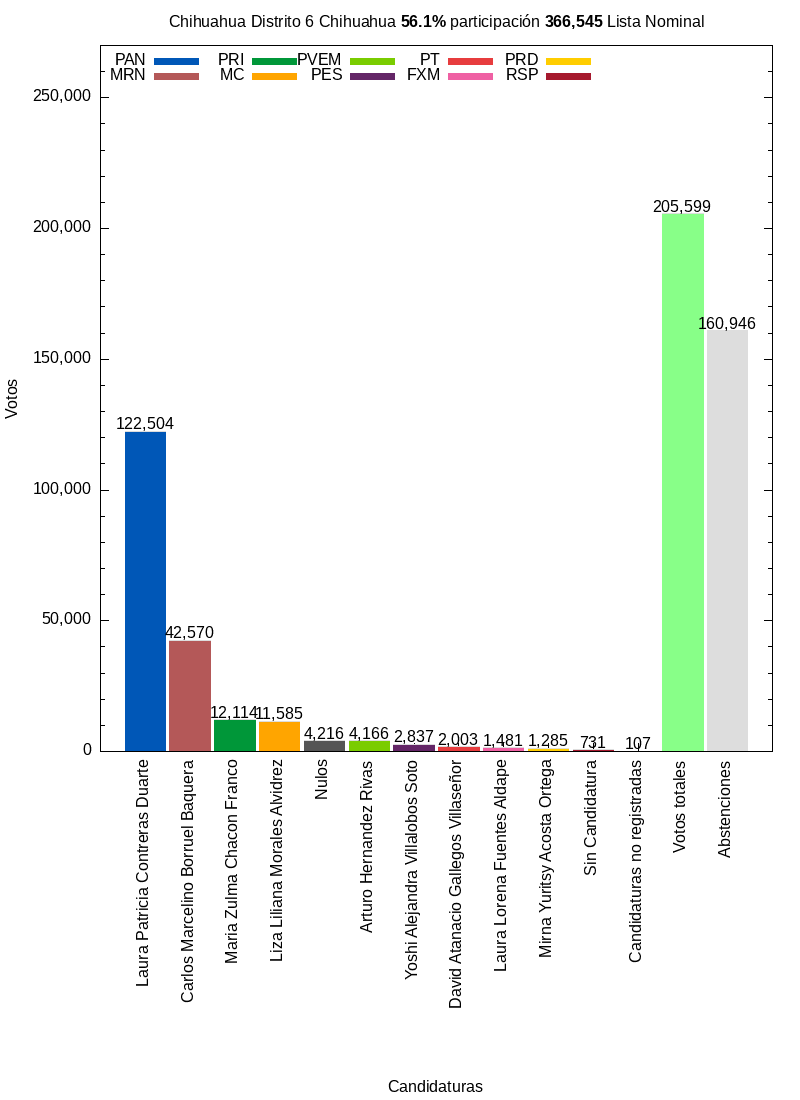 Chihuahua Distrito 6 Chihuahua 56.1% participación 366,545 Lista Nominal
PAN PRI PVEM PT PRD
MRN MC PES FXM RSP
250,000
200,000
150,000
100,000
50,000
0
Votos
122,504
42,570
12,114
11,585
4,216
4,166
2,837
2,003
1,481
1,285
731
107
205,599
160,946
Laura Patricia Contreras Duarte
Carlos Marcelino Borruel Baquera
Maria Zulma Chacon Franco
Liza Liliana Morales Alvidrez
Nulos
Arturo Hernandez Rivas
Yoshi Alejandra Villalobos Soto
David Atanacio Gallegos Villaseñor
Laura Lorena Fuentes Aldape
Mirna Yuritsy Acosta Ortega
Sin Candidatura
Candidaturas no registradas
Votos totales
Abstenciones
Candidaturas